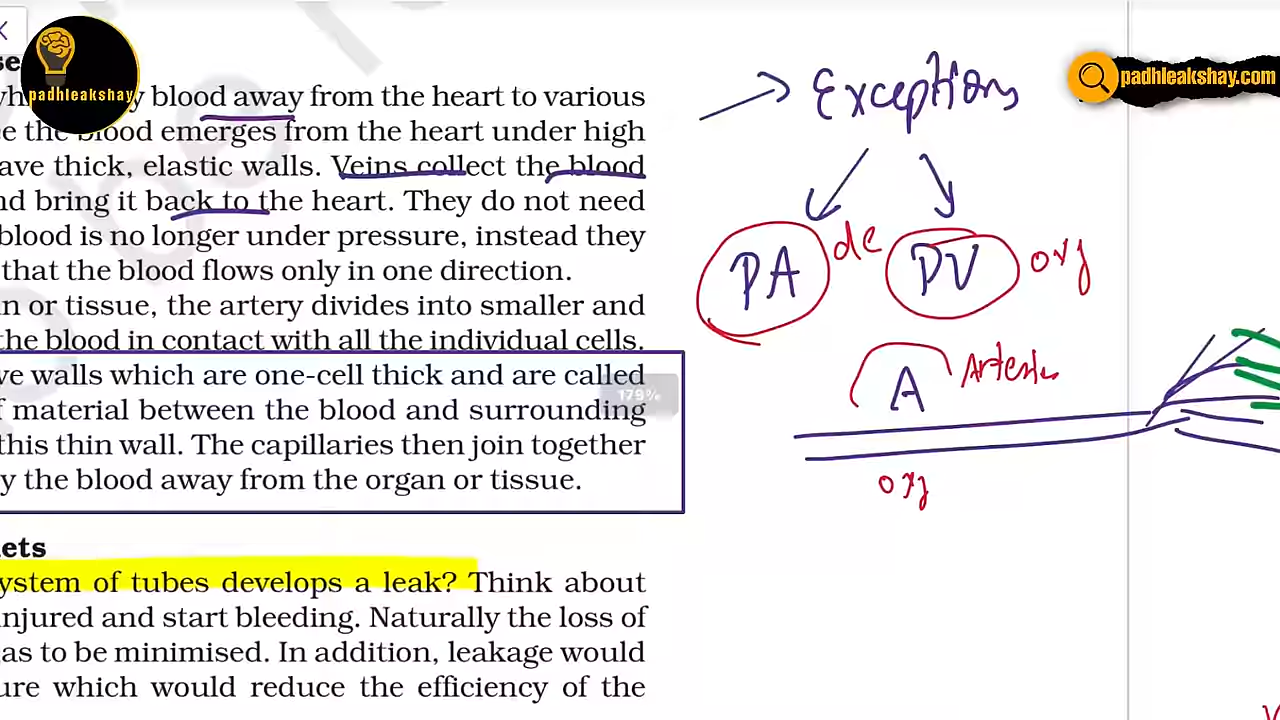 se
padhleakshay
blood away from the heart to various
ee the blood emerges from the heart under high
ave thick, elastic walls. Veins collect the blood
nd bring it back to the heart. They do not need
blood is no longer under pressure, instead they
that the blood flows only in one direction.
n or tissue, the artery divides into smaller and
the blood in contact with all the individual cells.
ve walls which are one-cell thick and are called
f material between the blood and surrounding
this thin wall. The capillaries then join together
y the blood away from the organ or tissue.
179%
ets
ystem of tubes develops a leak? Think about
njured and start bleeding. Naturally the loss of
as to be minimised. In addition, leakage would
ure which would reduce the efficiency of the
padhleakshay.com
Exceptions
PA de PV oxy
A Arteries
oxy